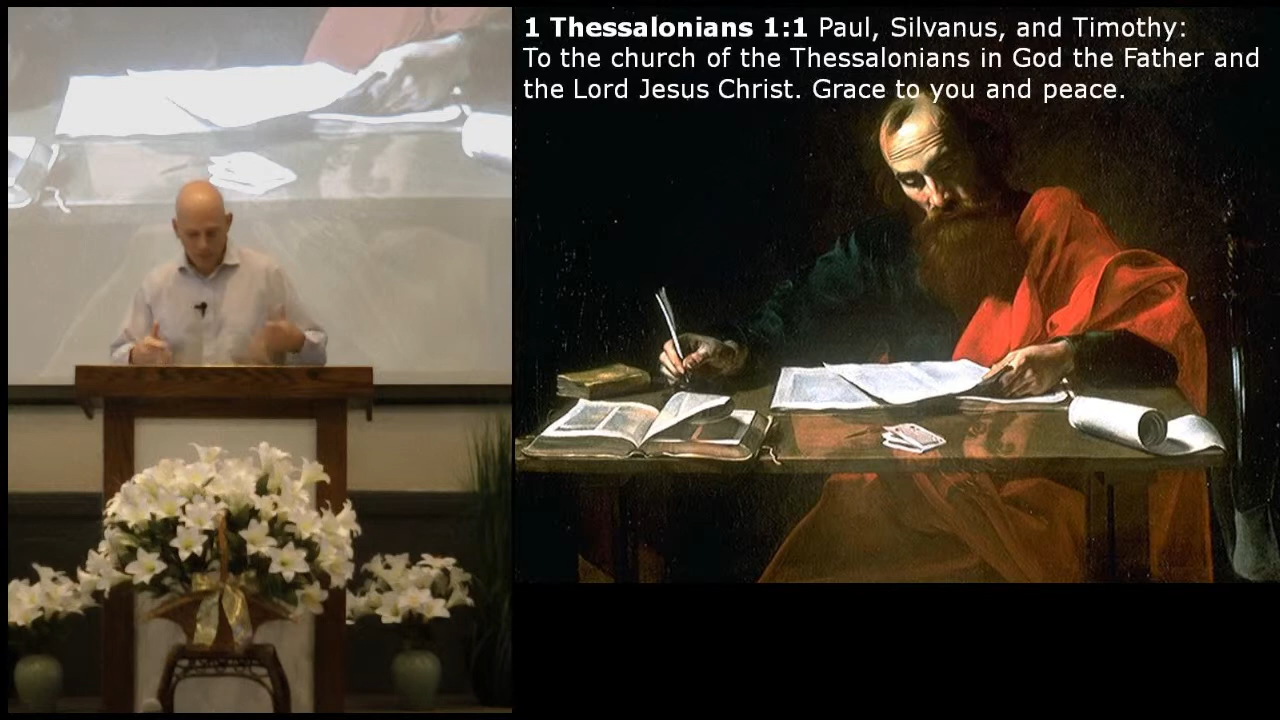 1 Thessalonians 1:1 Paul, Silvanus, and Timothy:
To the church of the Thessalonians in God the Father and
the Lord Jesus Christ. Grace to you and peace.